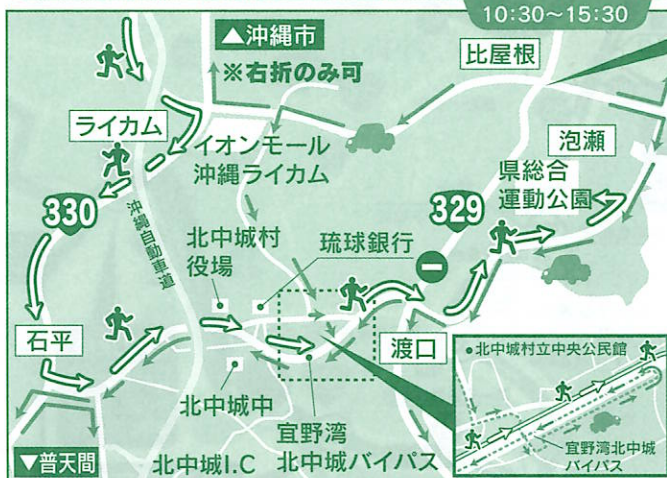 10:30〜15:30
▲沖縄市
※右折のみ可
比屋根
ライカム
イオンモール
沖縄ライカム
泡瀬
県総合
運動公園
330
沖縄自動車道
329
北中城村
役場
琉球銀行
石平
渡口
●北中城村立中央公民館
宜野湾北中城
バイパス
北中城中
宜野湾
北中城バイパス
北中城I.C
▼普天間